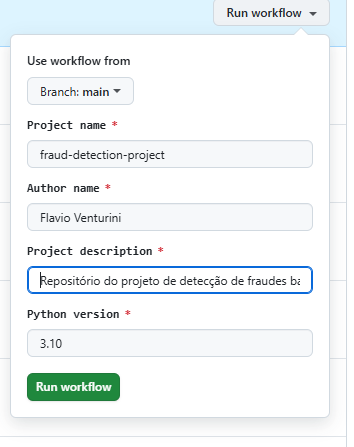 Run workflow
Use workflow from
Branch: main
Project name *
fraud-detection-project
Author name *
Flavio Venturini
Project description *
Repositório do projeto de detecção de fraudes ba
Python version *
3.10
Run workflow